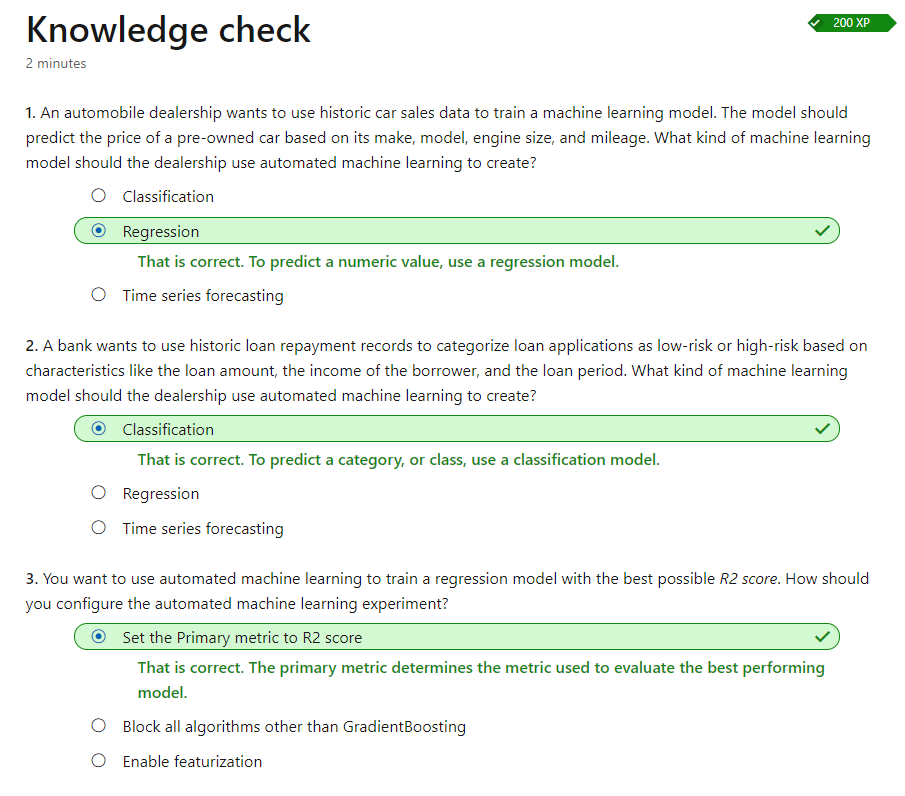 Knowledge check
200 XP
2 minutes
1. An automobile dealership wants to use historic car sales data to train a machine learning model. The model should
predict the price of a pre-owned car based on its make, model, engine size, and mileage. What kind of machine learning
model should the dealership use automated machine learning to create?
Classification
Regression
That is correct. To predict a numeric value, use a regression model.
Time series forecasting
2. A bank wants to use historic loan repayment records to categorize loan applications as low-risk or high-risk based on
characteristics like the loan amount, the income of the borrower, and the loan period. What kind of machine learning
model should the dealership use automated machine learning to create?
Classification
That is correct. To predict a category, or class, use a classification model.
Regression
Time series forecasting
3. You want to use automated machine learning to train a regression model with the best possible R2 score. How should
you configure the automated machine learning experiment?
Set the Primary metric to R2 score
That is correct. The primary metric determines the metric used to evaluate the best performing
model.
Block all algorithms other than GradientBoosting
Enable featurization